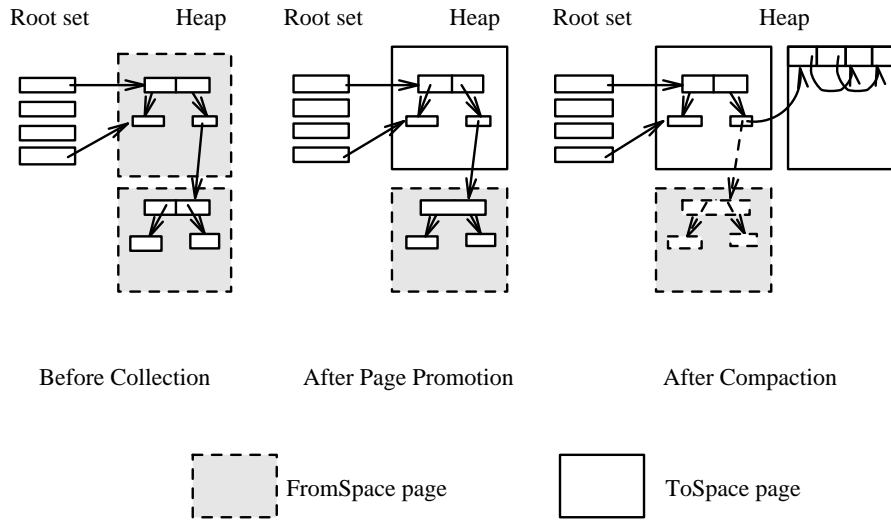 Root set Heap Root set Heap Root set Heap
Before Collection After Page Promotion After Compaction
FromSpace page ToSpace page